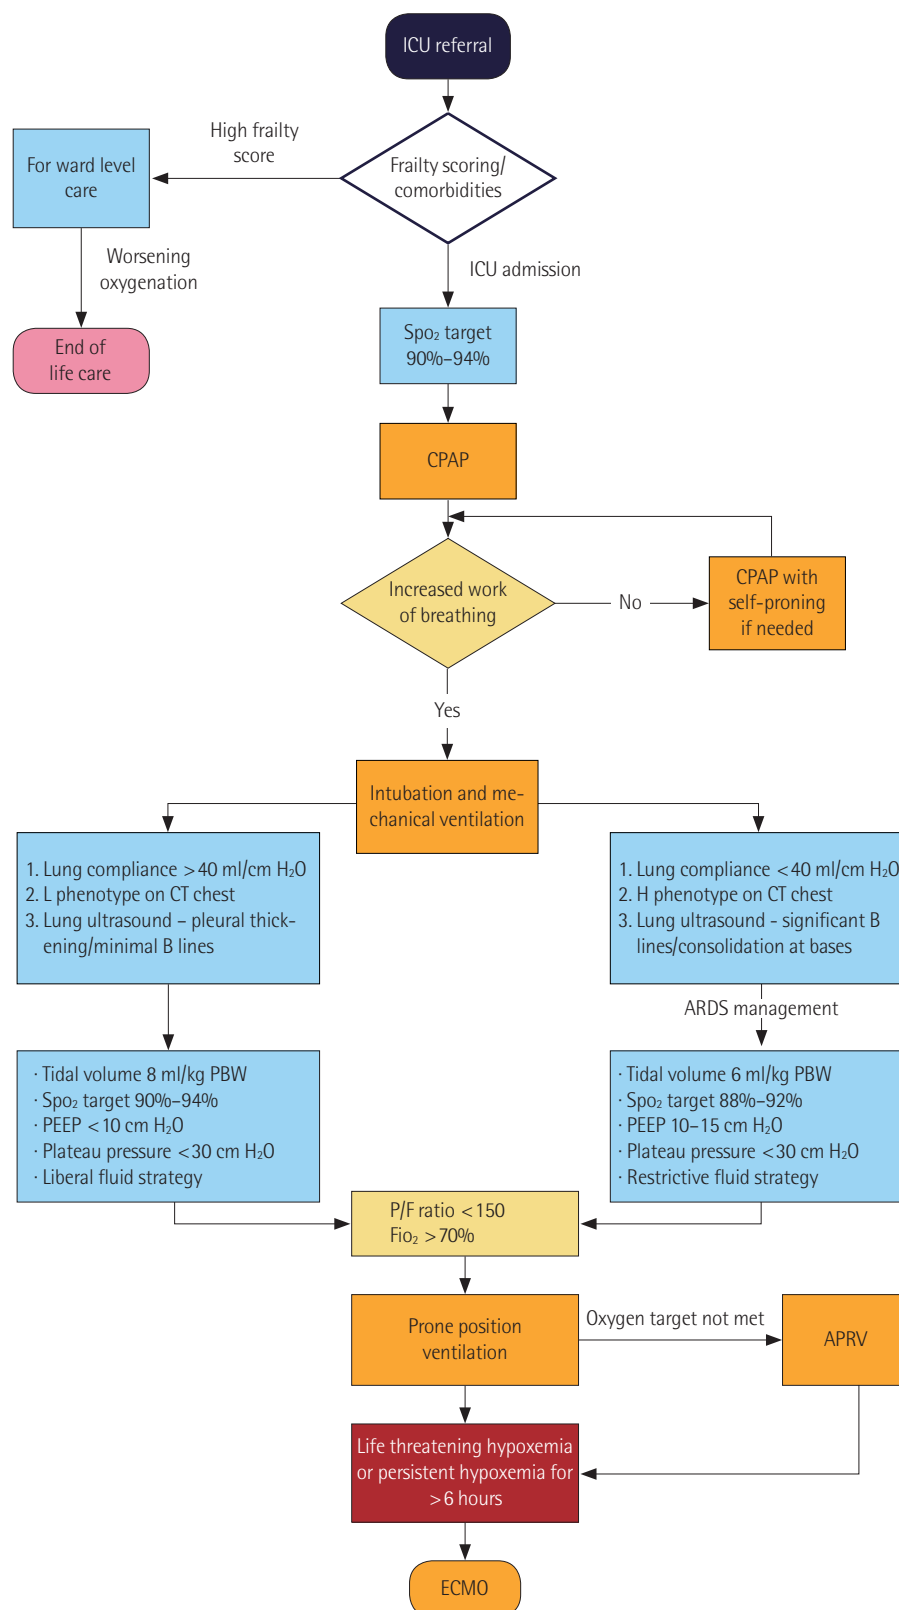 ICU referral
High frailty
score
Frailty scoring/
comorbidities
For ward level
care
Worsening
oxygenation
ICU admission
End of
life care
Spo₂ target
90%–94%
CPAP
Increased work
of breathing
No
CPAP with
self-proning
if needed
Yes
Intubation and me-
chanical ventilation
1. Lung compliance >40 ml/cm H₂O
2. L phenotype on CT chest
3. Lung ultrasound – pleural thick-
ening/minimal B lines
1. Lung compliance <40 ml/cm H₂O
2. H phenotype on CT chest
3. Lung ultrasound - significant B
lines/consolidation at bases
ARDS management
· Tidal volume 8 ml/kg PBW
· Spo₂ target 90%–94%
· PEEP <10 cm H₂O
· Plateau pressure <30 cm H₂O
· Liberal fluid strategy
· Tidal volume 6 ml/kg PBW
· Spo₂ target 88%–92%
· PEEP 10–15 cm H₂O
· Plateau pressure <30 cm H₂O
· Restrictive fluid strategy
P/F ratio <150
Fio₂ >70%
Prone position
ventilation
Oxygen target not met
APRV
Life threatening hypoxemia
or persistent hypoxemia for
>6 hours
ECMO